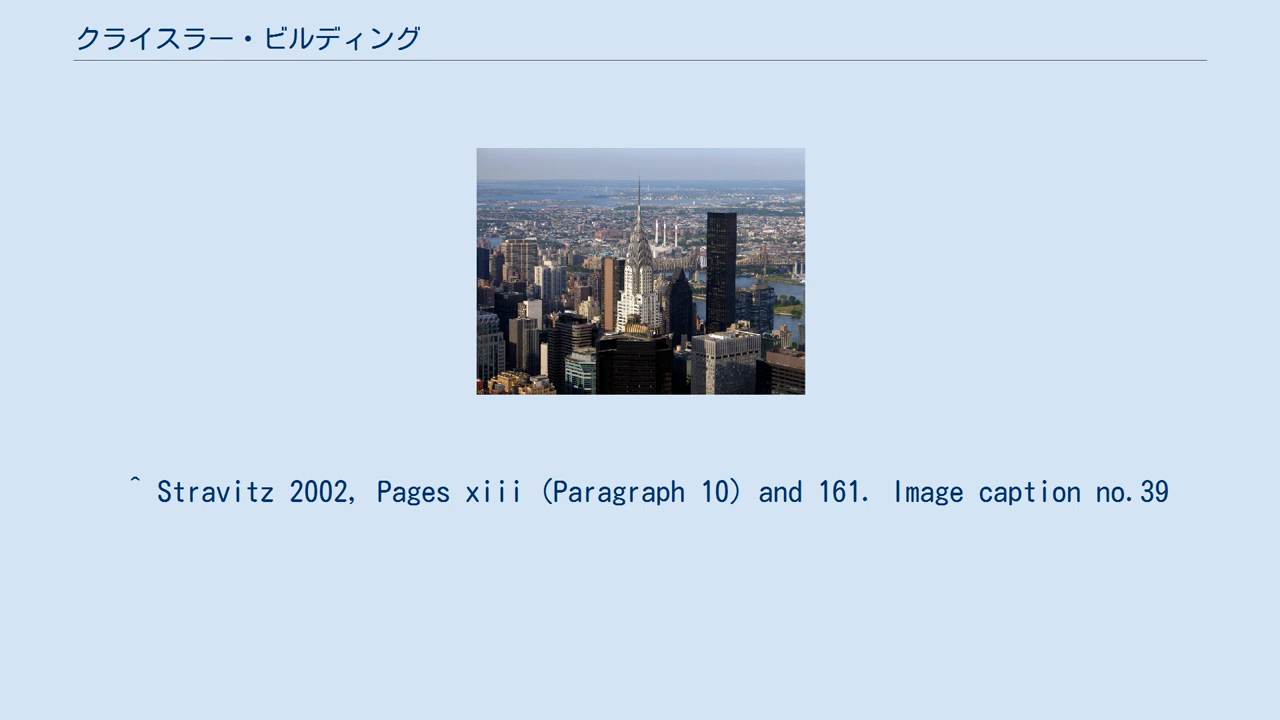 クライスラー・ビルディング
^ Stravitz 2002, Pages xiii (Paragraph 10) and 161. Image caption no.39